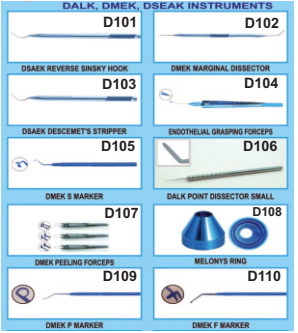 DALK, DMEK, DSEAK INSTRUMENTS
D101
DSAEK REVERSE SINSKY HOOK
D102
DMEK MARGINAL DISSECTOR
D103
DSAEK DESCEMET'S STRIPPER
D104
ENDOTHELIAL GRASPING FORCEPS
D105
DMEK S MARKER
D106
DALK POINT DISSECTOR SMALL
D107
DMEK PEELING FORCEPS
D108
MELONYS RING
D109
DMEK P MARKER
D110
DMEK F MARKER